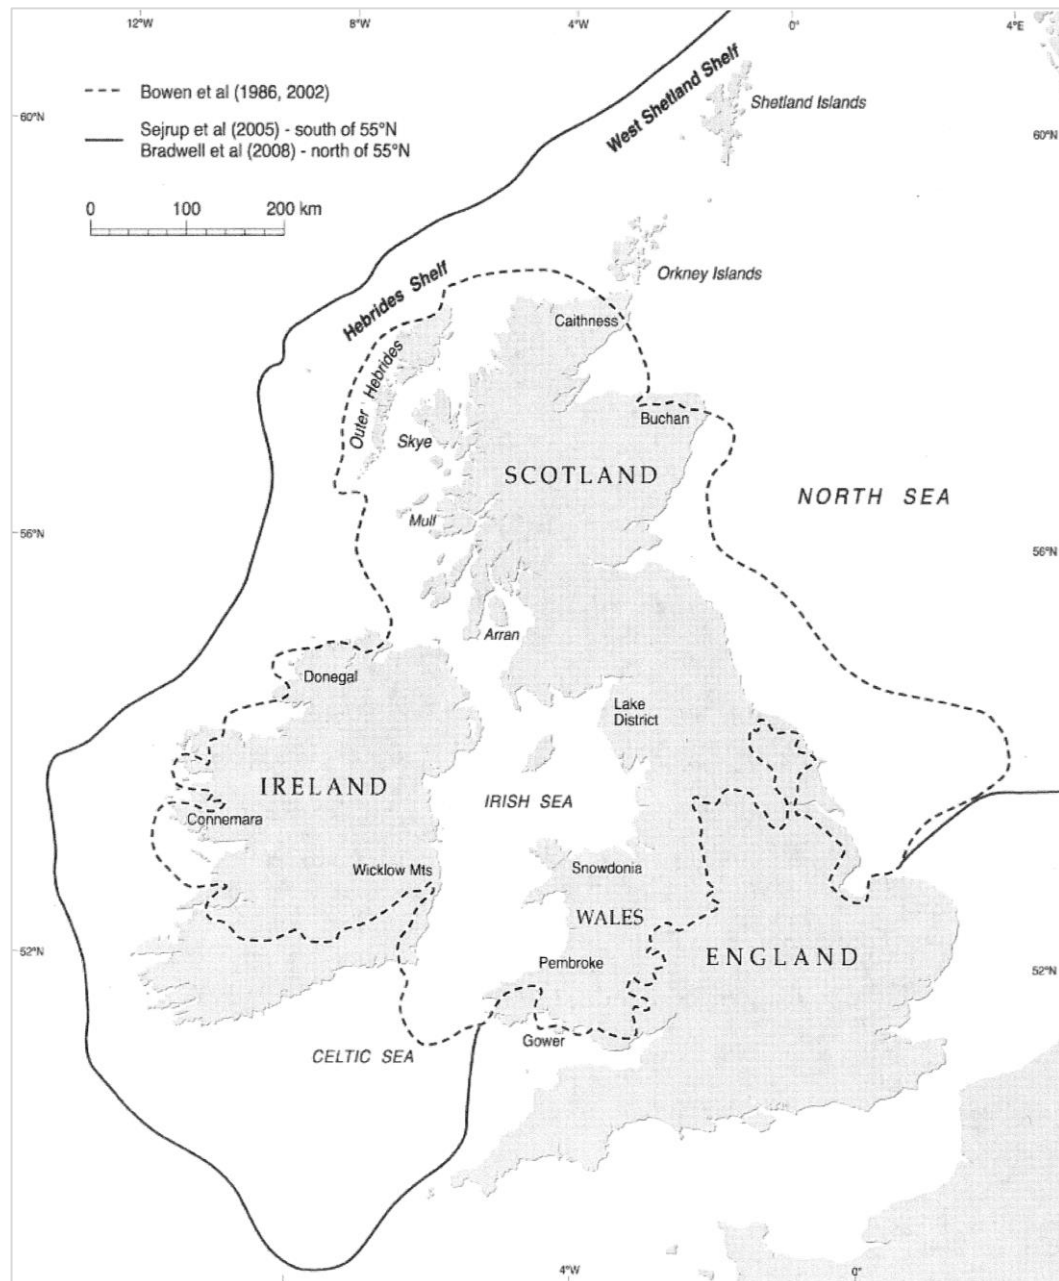 12°W
8°W
4°W
0°
4°E
West Shetland Shelf
Bowen et al (1986, 2002)
Shetland Islands
60°N
Sejrup et al (2005) - south of 55°N
60°N
Bradwell et al (2008) - north of 55°N
0 100 200 km
Orkney Islands
Hebrides Shelf
Caithness
Outer Hebrides
Buchan
Skye
SCOTLAND
NORTH SEA
Mull
56°N
56°N
Arran
Donegal
Lake
District
IRELAND
IRISH SEA
Connemara
Wicklow Mts
Snowdonia
WALES
52°N
ENGLAND
Pembroke
52°N
Gower
CELTIC SEA
4°W
0°